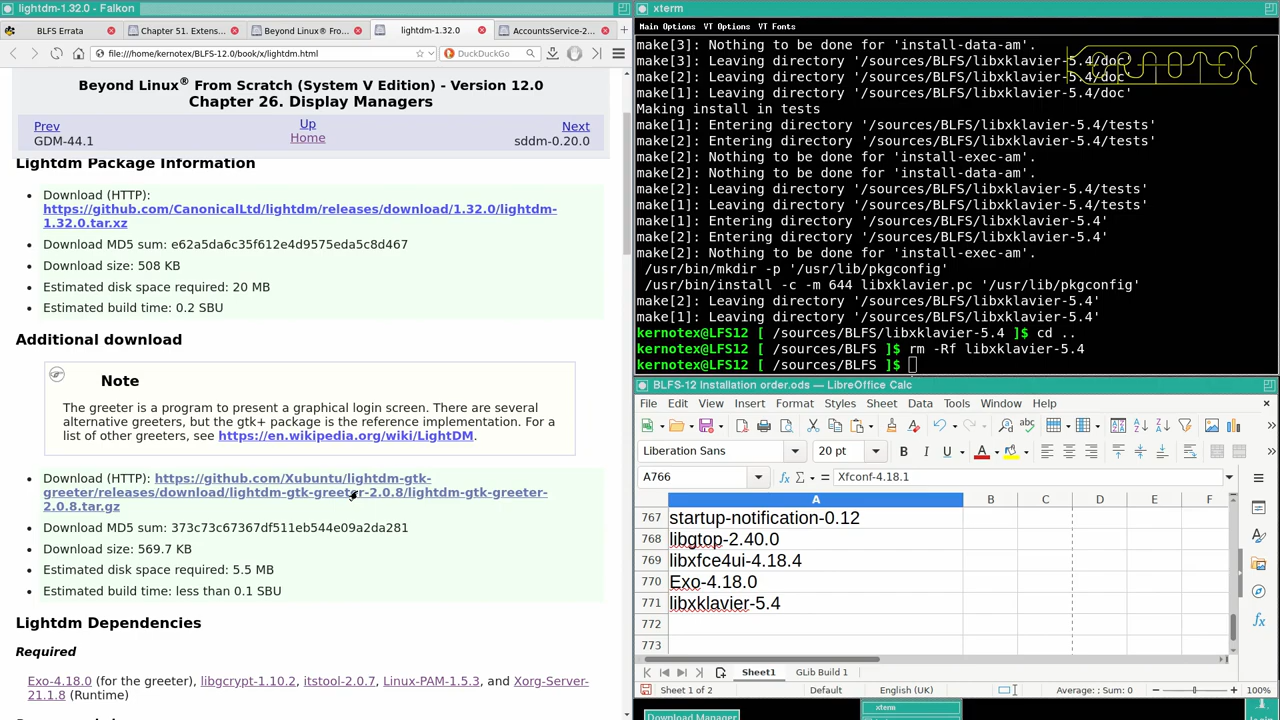 lightdm-1.32.0 - Falkon
BLFS Errata
Chapter 51. Extens...
Beyond Linux® Fro...
lightdm-1.32.0
AccountsService-2...
file:///home/kernotex/BLFS-12.0/book/x/lightdm.html
DuckDuckGo
Beyond Linux® From Scratch (System V Edition) - Version 12.0
Chapter 26. Display Managers
Prev
Up
Next
GDM-44.1
Home
sddm-0.20.0
Lightdm Package Information
Download (HTTP):
https://github.com/CanonicalLtd/lightdm/releases/download/1.32.0/lightdm-
1.32.0.tar.xz
Download MD5 sum: e62a5da6c35f612e4d9575eda5c8d467
Download size: 508 KB
Estimated disk space required: 20 MB
Estimated build time: 0.2 SBU
Additional download
Note
The greeter is a program to present a graphical login screen. There are several
alternative greeters, but the gtk+ package is the reference implementation. For a
list of other greeters, see https://en.wikipedia.org/wiki/LightDM.
Download (HTTP): https://github.com/Xubuntu/lightdm-gtk-
greeter/releases/download/lightdm-gtk-greeter-2.0.8/lightdm-gtk-greeter-
2.0.8.tar.gz
Download MD5 sum: 373c73c67367df511eb544e09a2da281
Download size: 569.7 KB
Estimated disk space required: 5.5 MB
Estimated build time: less than 0.1 SBU
Lightdm Dependencies
Required
Exo-4.18.0 (for the greeter), libgcrypt-1.10.2, itstool-2.0.7, Linux-PAM-1.5.3, and Xorg-Server-
21.1.8 (Runtime)
xterm
Main Options VT Options VT Fonts
KERNOTEX
make[3]: Nothing to be done for 'install-data-am'.
make[3]: Leaving directory '/sources/BLFS/libxklavier-5.4/doc'
make[2]: Leaving directory '/sources/BLFS/libxklavier-5.4/doc'
make[1]: Leaving directory '/sources/BLFS/libxklavier-5.4/doc'
Making install in tests
make[1]: Entering directory '/sources/BLFS/libxklavier-5.4/tests'
make[2]: Entering directory '/sources/BLFS/libxklavier-5.4/tests'
make[2]: Nothing to be done for 'install-exec-am'.
make[2]: Nothing to be done for 'install-data-am'.
make[2]: Leaving directory '/sources/BLFS/libxklavier-5.4/tests'
make[1]: Leaving directory '/sources/BLFS/libxklavier-5.4/tests'
make[1]: Entering directory '/sources/BLFS/libxklavier-5.4'
make[2]: Entering directory '/sources/BLFS/libxklavier-5.4'
make[2]: Nothing to be done for 'install-exec-am'.
/usr/bin/mkdir -p '/usr/lib/pkgconfig'
/usr/bin/install -c -m 644 libxklavier.pc '/usr/lib/pkgconfig'
make[2]: Leaving directory '/sources/BLFS/libxklavier-5.4'
make[1]: Leaving directory '/sources/BLFS/libxklavier-5.4'
kernotex@LFS12 [ /sources/BLFS/libxklavier-5.4 ]$ cd ..
kernotex@LFS12 [ /sources/BLFS ]$ rm -Rf libxklavier-5.4
kernotex@LFS12 [ /sources/BLFS ]$
BLFS-12 Installation order.ods — LibreOffice Calc
File Edit View Insert Format Styles Sheet Data Tools Window Help
Liberation Sans
20 pt
A766
Xfconf-4.18.1
A B C D E F
767 startup-notification-0.12
768 libgtop-2.40.0
769 libxfce4ui-4.18.4
770 Exo-4.18.0
771 libxklavier-5.4
772
773
Sheet1
GLib Build 1
Sheet 1 of 2
Default
English (UK)
Average: ; Sum: 0
100%
Download Manager
xterm